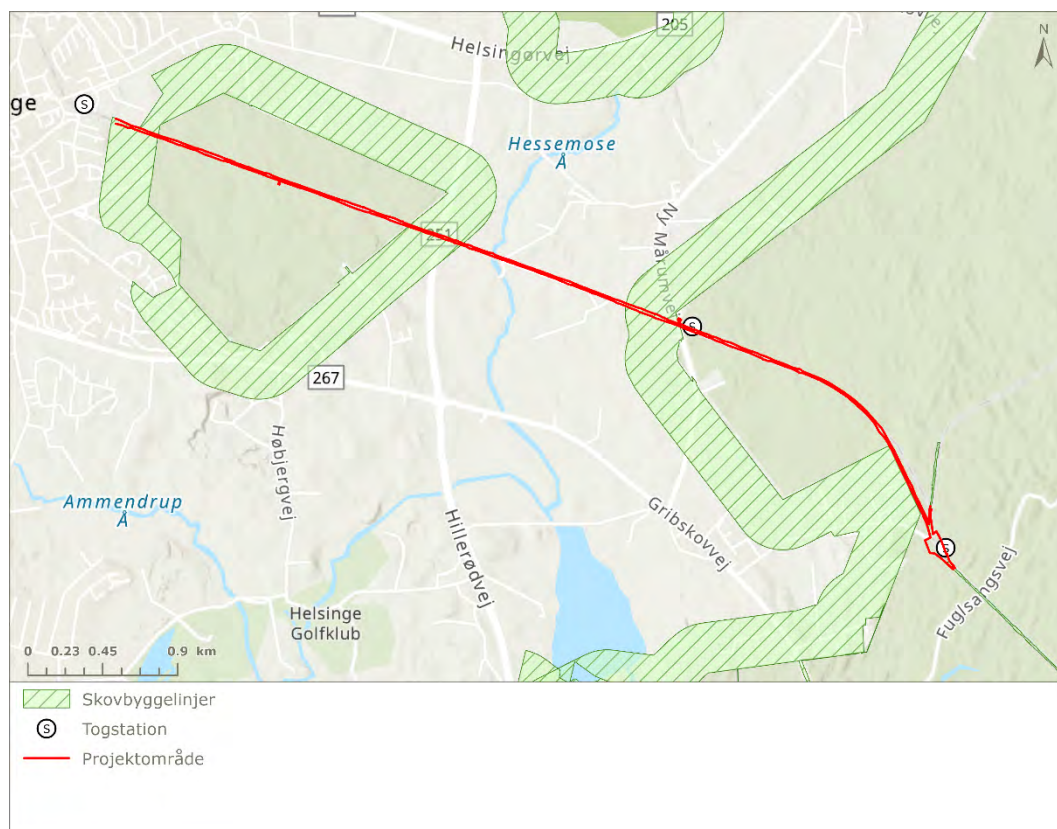 205
N
Helsingørvej
ge
S
Hessemose
Å
251
Ny Mårumvej
S
267
Høbjergvej
Ammendrup
Å
Hillerødvej
Gribskovvej
S
Fuglsangsvej
Helsinge
Golfklub
0 0.23 0.45 0.9 km
Skovbyggelinjer
S Togstation
Projektområde